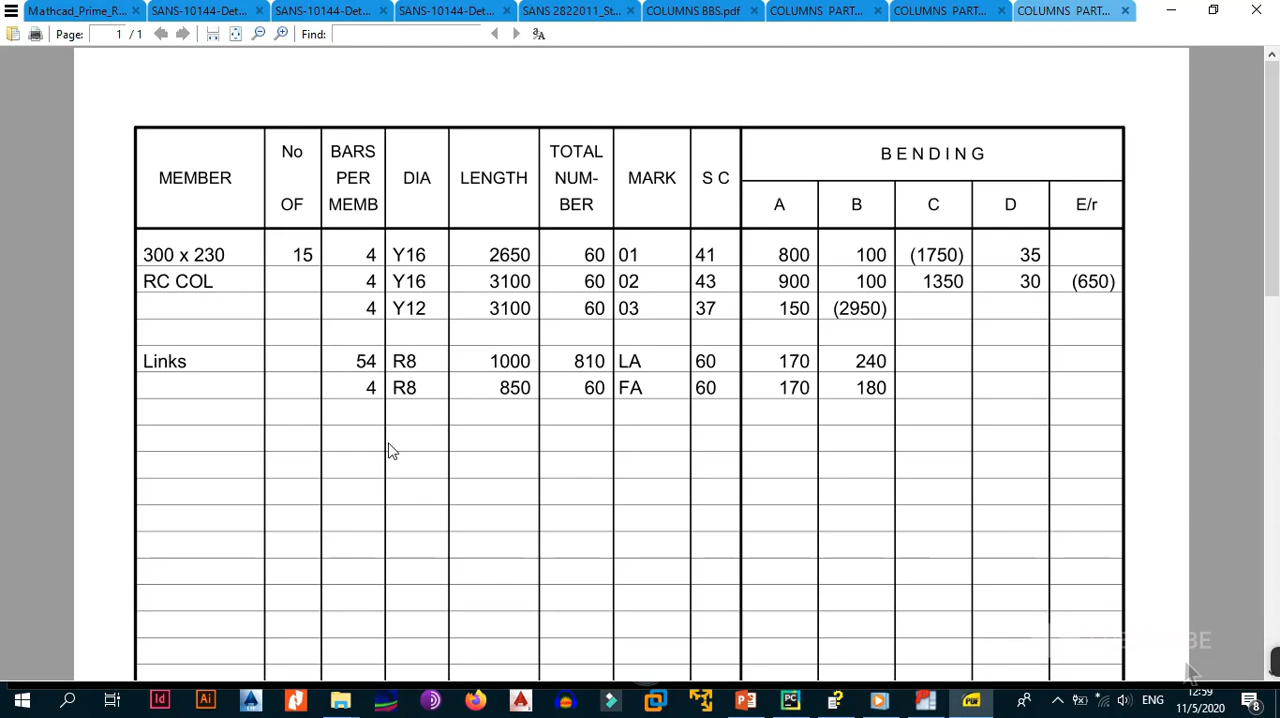 Mathcad_Prime_R... SANS-10144-Det... SANS-10144-Det... SANS-10144-Det... SANS 2822011_St... COLUMNS BBS.pdf COLUMNS PART... COLUMNS PART... COLUMNS PART...
Page: 1 / 1 Find:
MEMBER No OF BARS PER MEMB DIA LENGTH TOTAL NUM- BER MARK S C BENDING
A B C D E/r
300 x 230 15 4 Y16 2650 60 01 41 800 100 (1750) 35
RC COL 4 Y16 3100 60 02 43 900 100 1350 30 (650)
4 Y12 3100 60 03 37 150 (2950)
Links 54 R8 1000 810 LA 60 170 240
4 R8 850 60 FA 60 170 180
ENG 12:59
11/5/2020 8